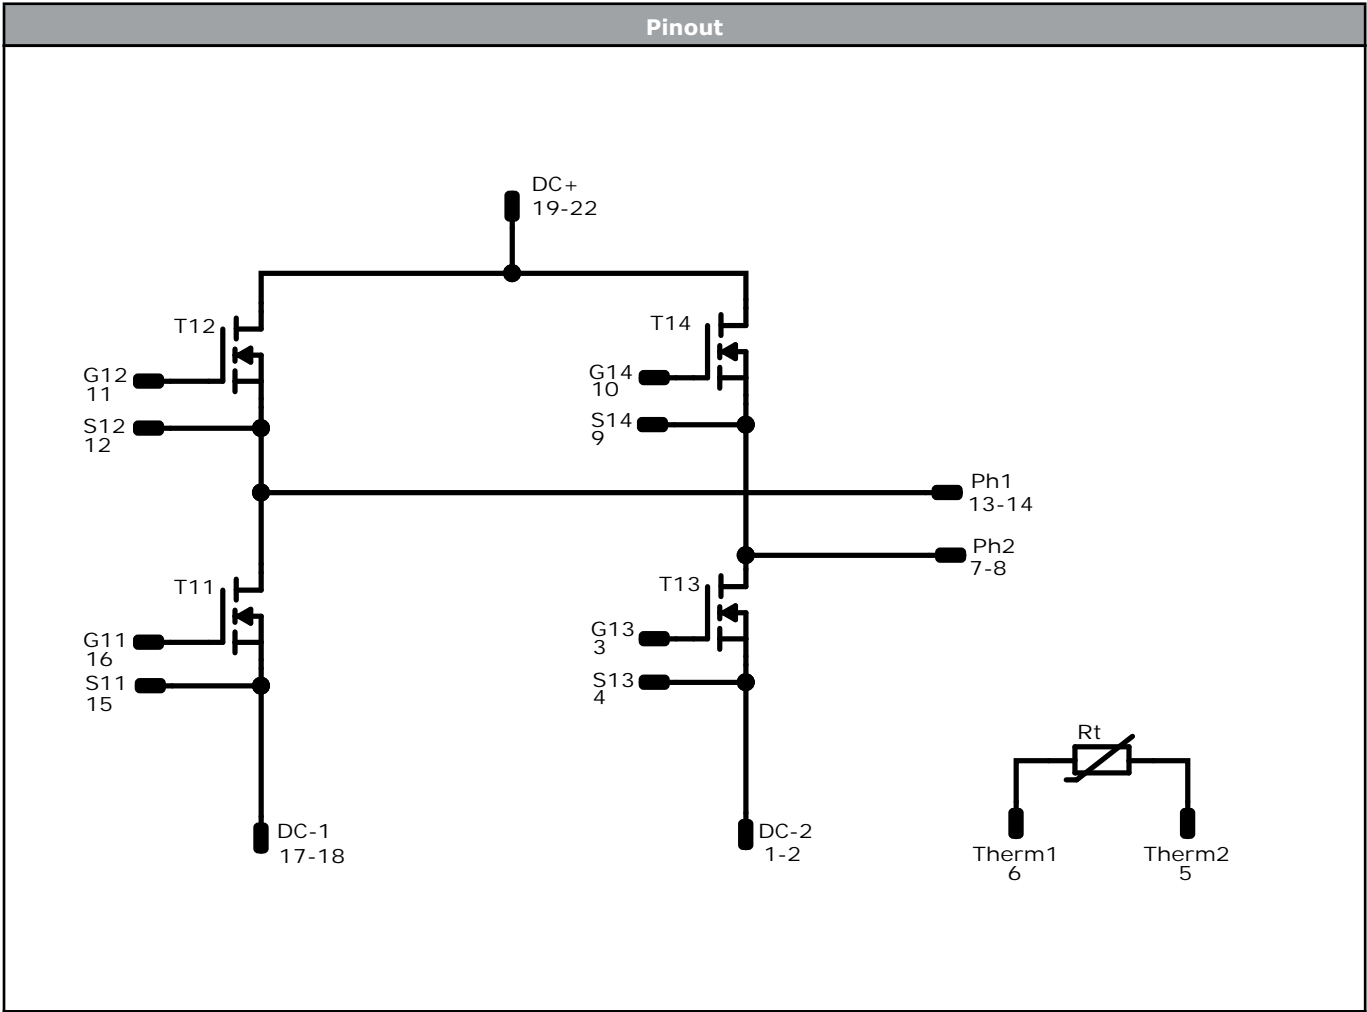 Pinout
DC+
19-22
T12
T14
G12
11
G14
10
S12
12
S14
9
Ph1
13-14
Ph2
7-8
T11
T13
G11
16
G13
3
S11
15
S13
4
Rt
DC-1
17-18
DC-2
1-2
Therm1
6
Therm2
5